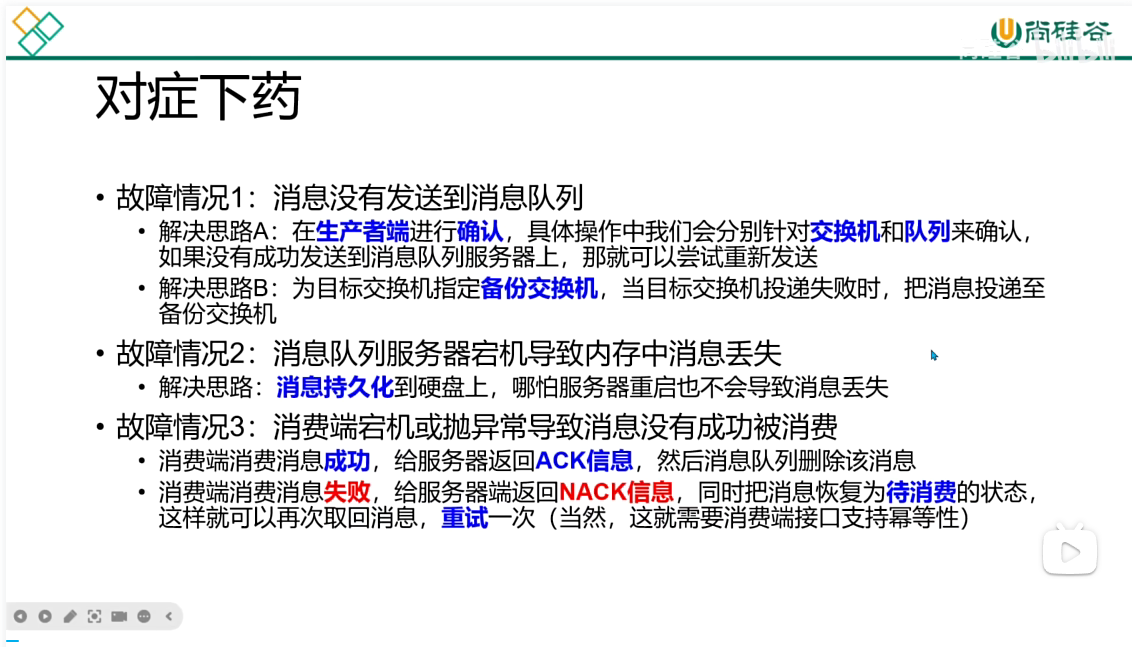 尚硅谷
bilibili
对症下药
• 故障情况1：消息没有发送到消息队列
• 解决思路A：在生产者端进行确认，具体操作中我们会分别针对交换机和队列来确认，
如果没有成功发送到消息队列服务器上，那就可以尝试重新发送
• 解决思路B：为目标交换机指定备份交换机，当目标交换机投递失败时，把消息投递至
备份交换机
• 故障情况2：消息队列服务器宕机导致内存中消息丢失
• 解决思路：消息持久化到硬盘上，哪怕服务器重启也不会导致消息丢失
• 故障情况3：消费端宕机或抛异常导致消息没有成功被消费
• 消费端消费消息成功，给服务器返回ACK信息，然后消息队列删除该消息
• 消费端消费消息失败，给服务器端返回NACK信息，同时把消息恢复为待消费的状态，
这样就可以再次取回消息，重试一次（当然，这就需要消费端接口支持幂等性）